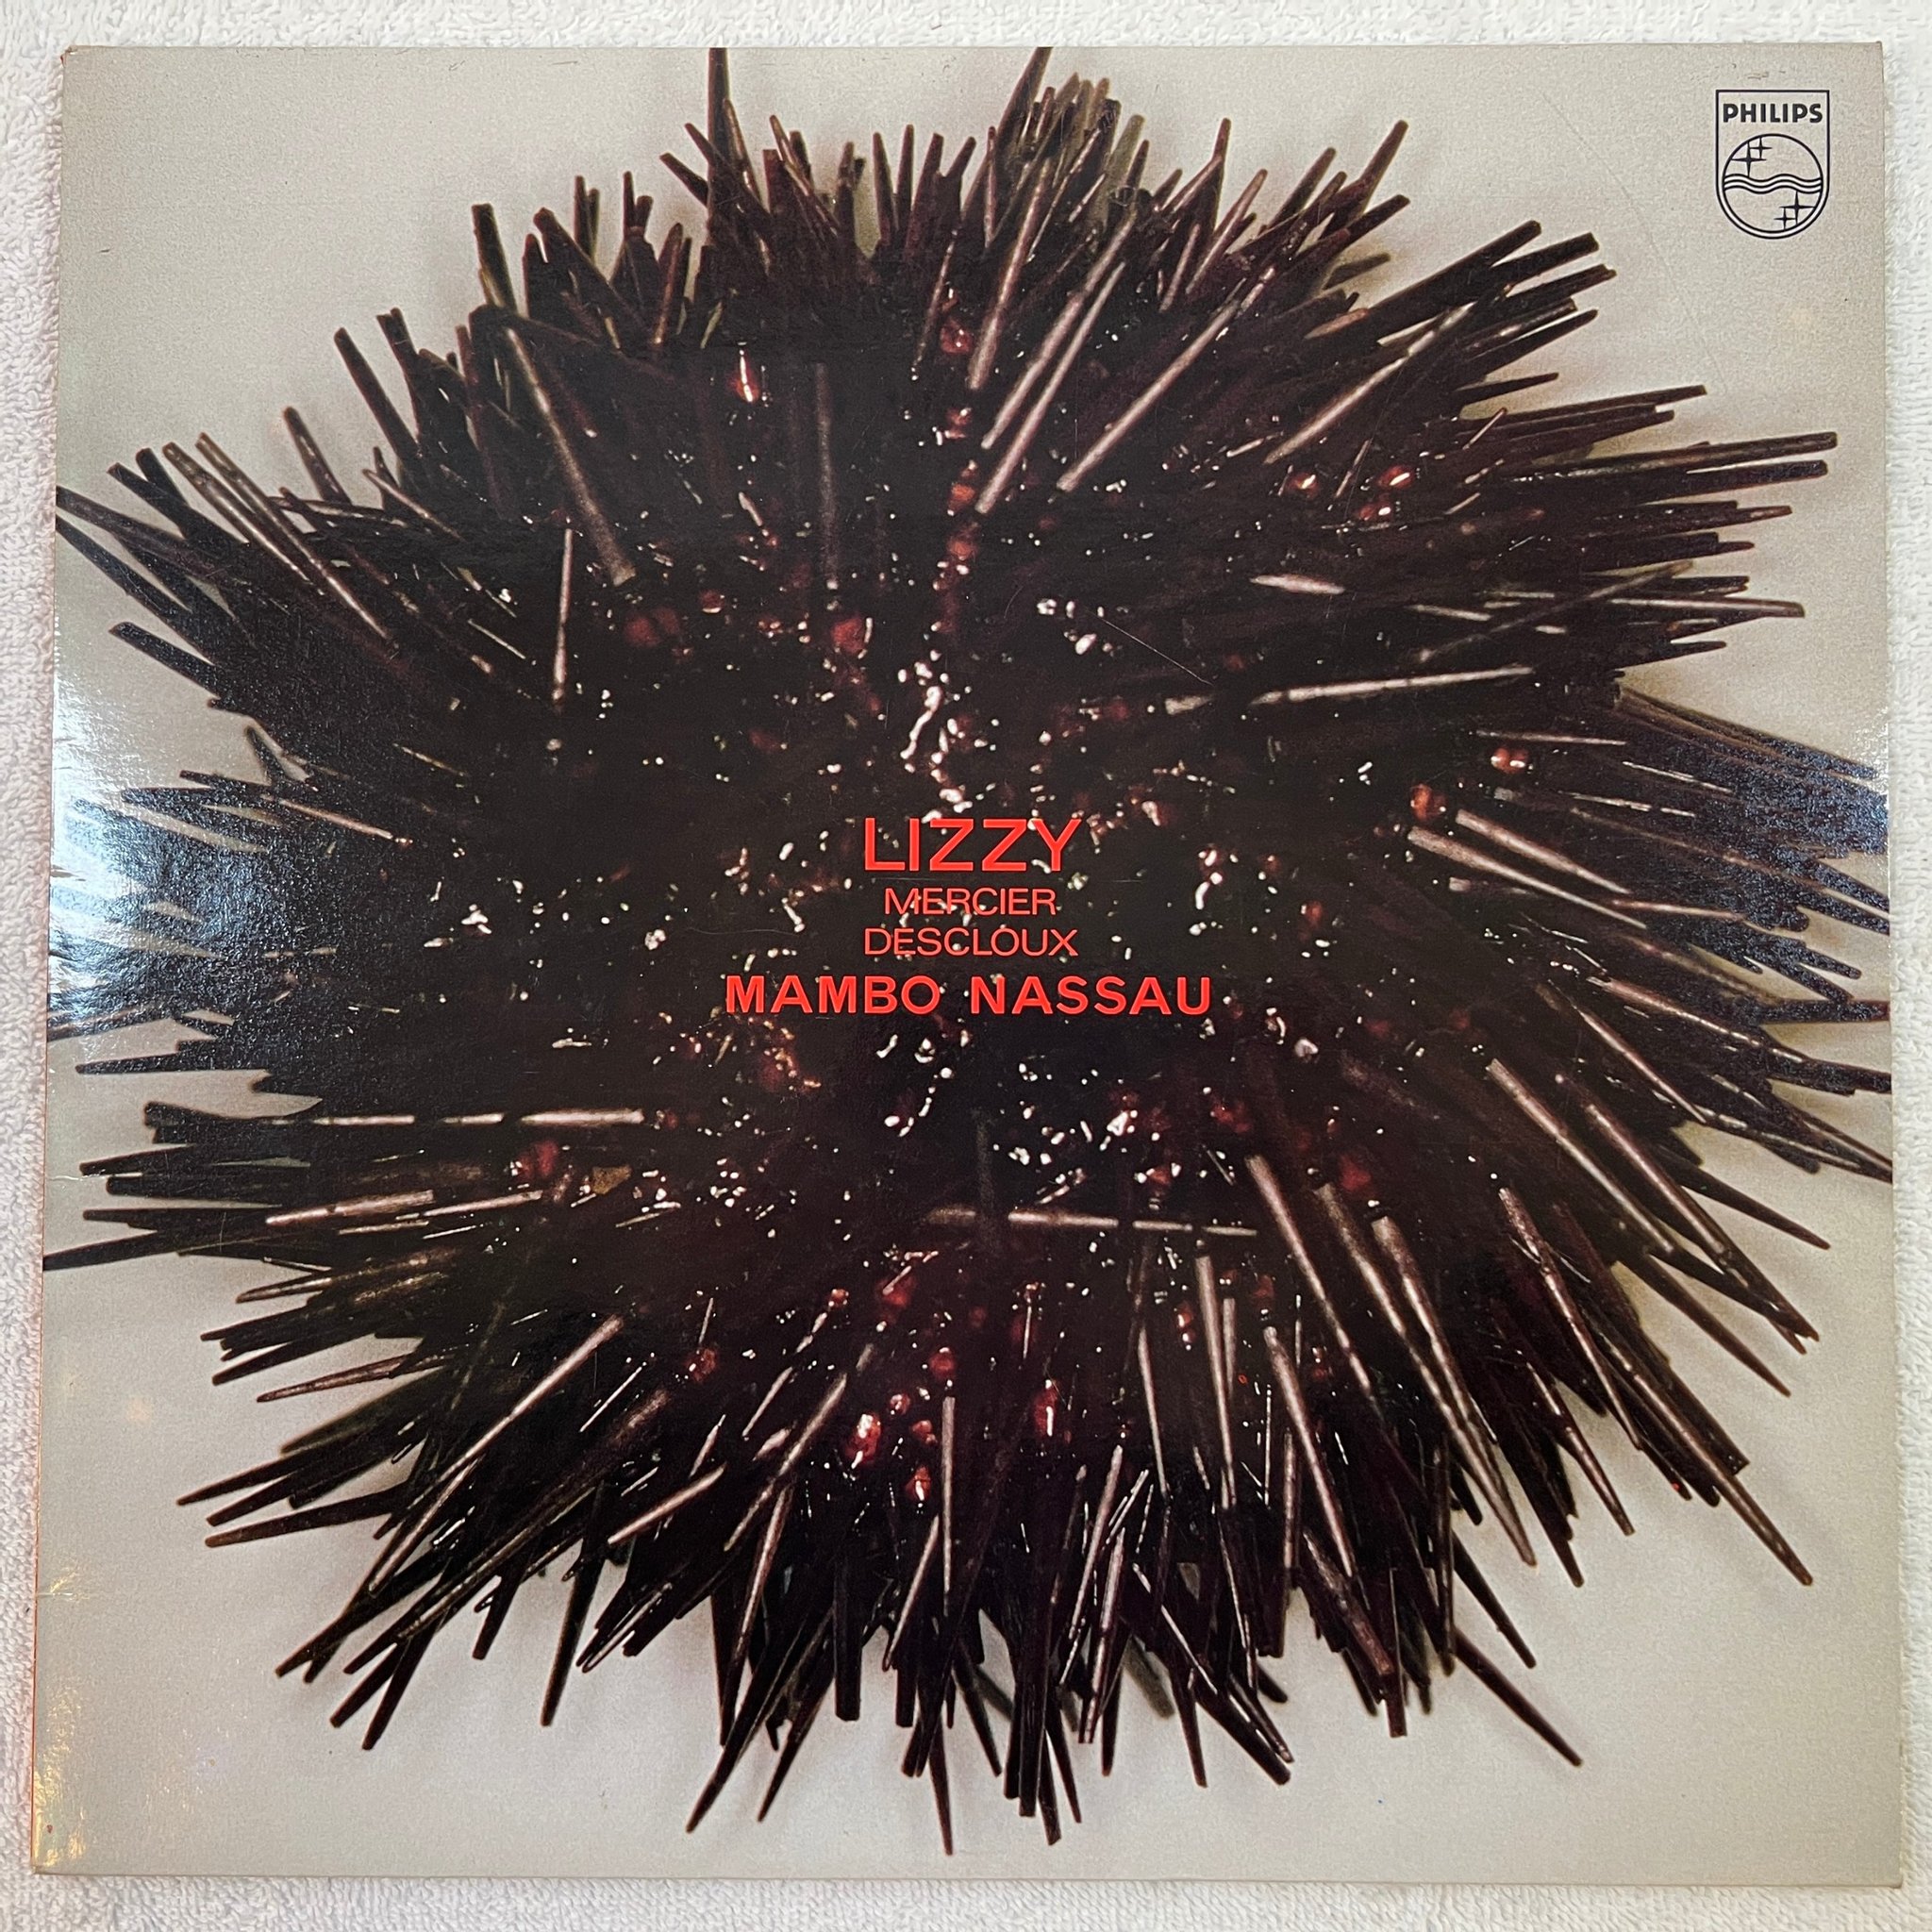 PHILIPS
LIZZY
MERCIER
DESCLOUX
MAMBO NASSAU